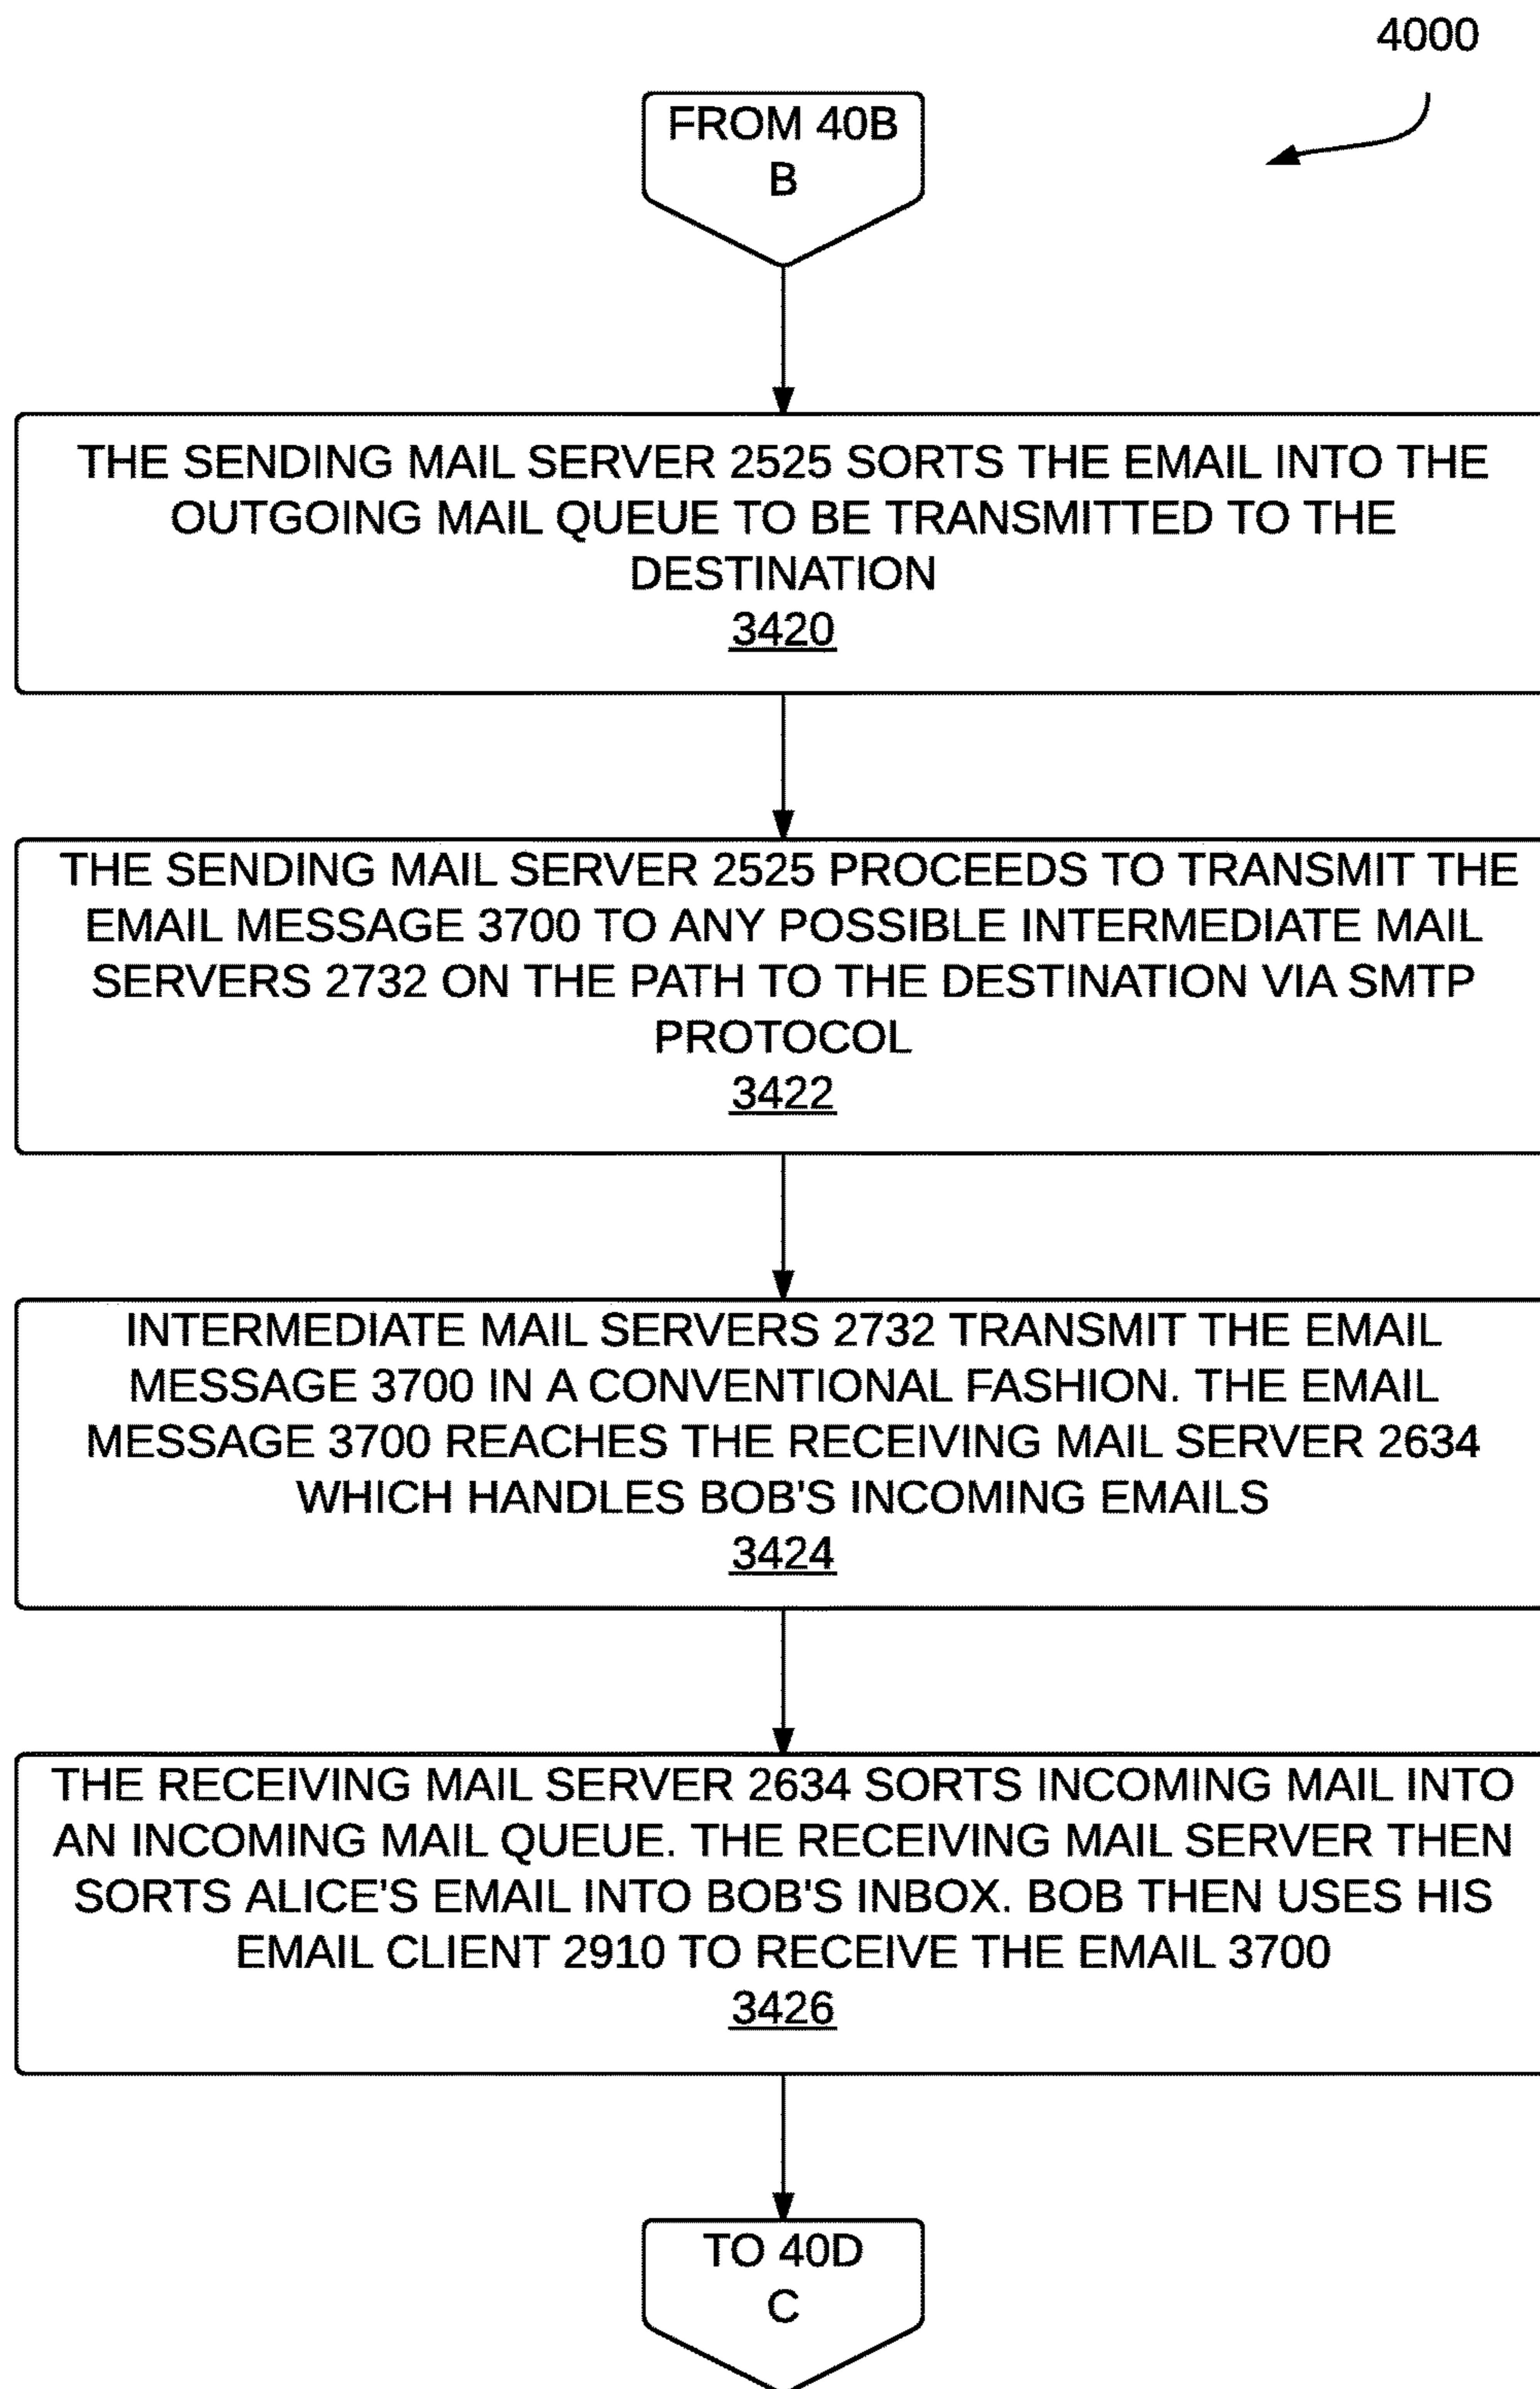 4000
FROM 40B
B
THE SENDING MAIL SERVER 2525 SORTS THE EMAIL INTO THE
OUTGOING MAIL QUEUE TO BE TRANSMITTED TO THE
DESTINATION
3420
THE SENDING MAIL SERVER 2525 PROCEEDS TO TRANSMIT THE
EMAIL MESSAGE 3700 TO ANY POSSIBLE INTERMEDIATE MAIL
SERVERS 2732 ON THE PATH TO THE DESTINATION VIA SMTP
PROTOCOL
3422
INTERMEDIATE MAIL SERVERS 2732 TRANSMIT THE EMAIL
MESSAGE 3700 IN A CONVENTIONAL FASHION. THE EMAIL
MESSAGE 3700 REACHES THE RECEIVING MAIL SERVER 2634
WHICH HANDLES BOB'S INCOMING EMAILS
3424
THE RECEIVING MAIL SERVER 2634 SORTS INCOMING MAIL INTO
AN INCOMING MAIL QUEUE. THE RECEIVING MAIL SERVER THEN
SORTS ALICE'S EMAIL INTO BOB'S INBOX. BOB THEN USES HIS
EMAIL CLIENT 2910 TO RECEIVE THE EMAIL 3700
3426
TO 40D
C